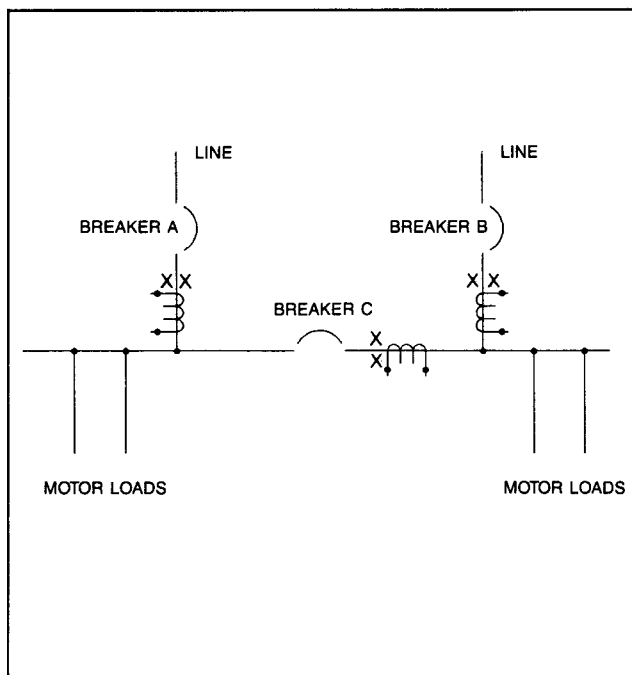 LINE
LINE
BREAKER A
BREAKER B
X X
X X
BREAKER C
X
X
MOTOR LOADS
MOTOR LOADS